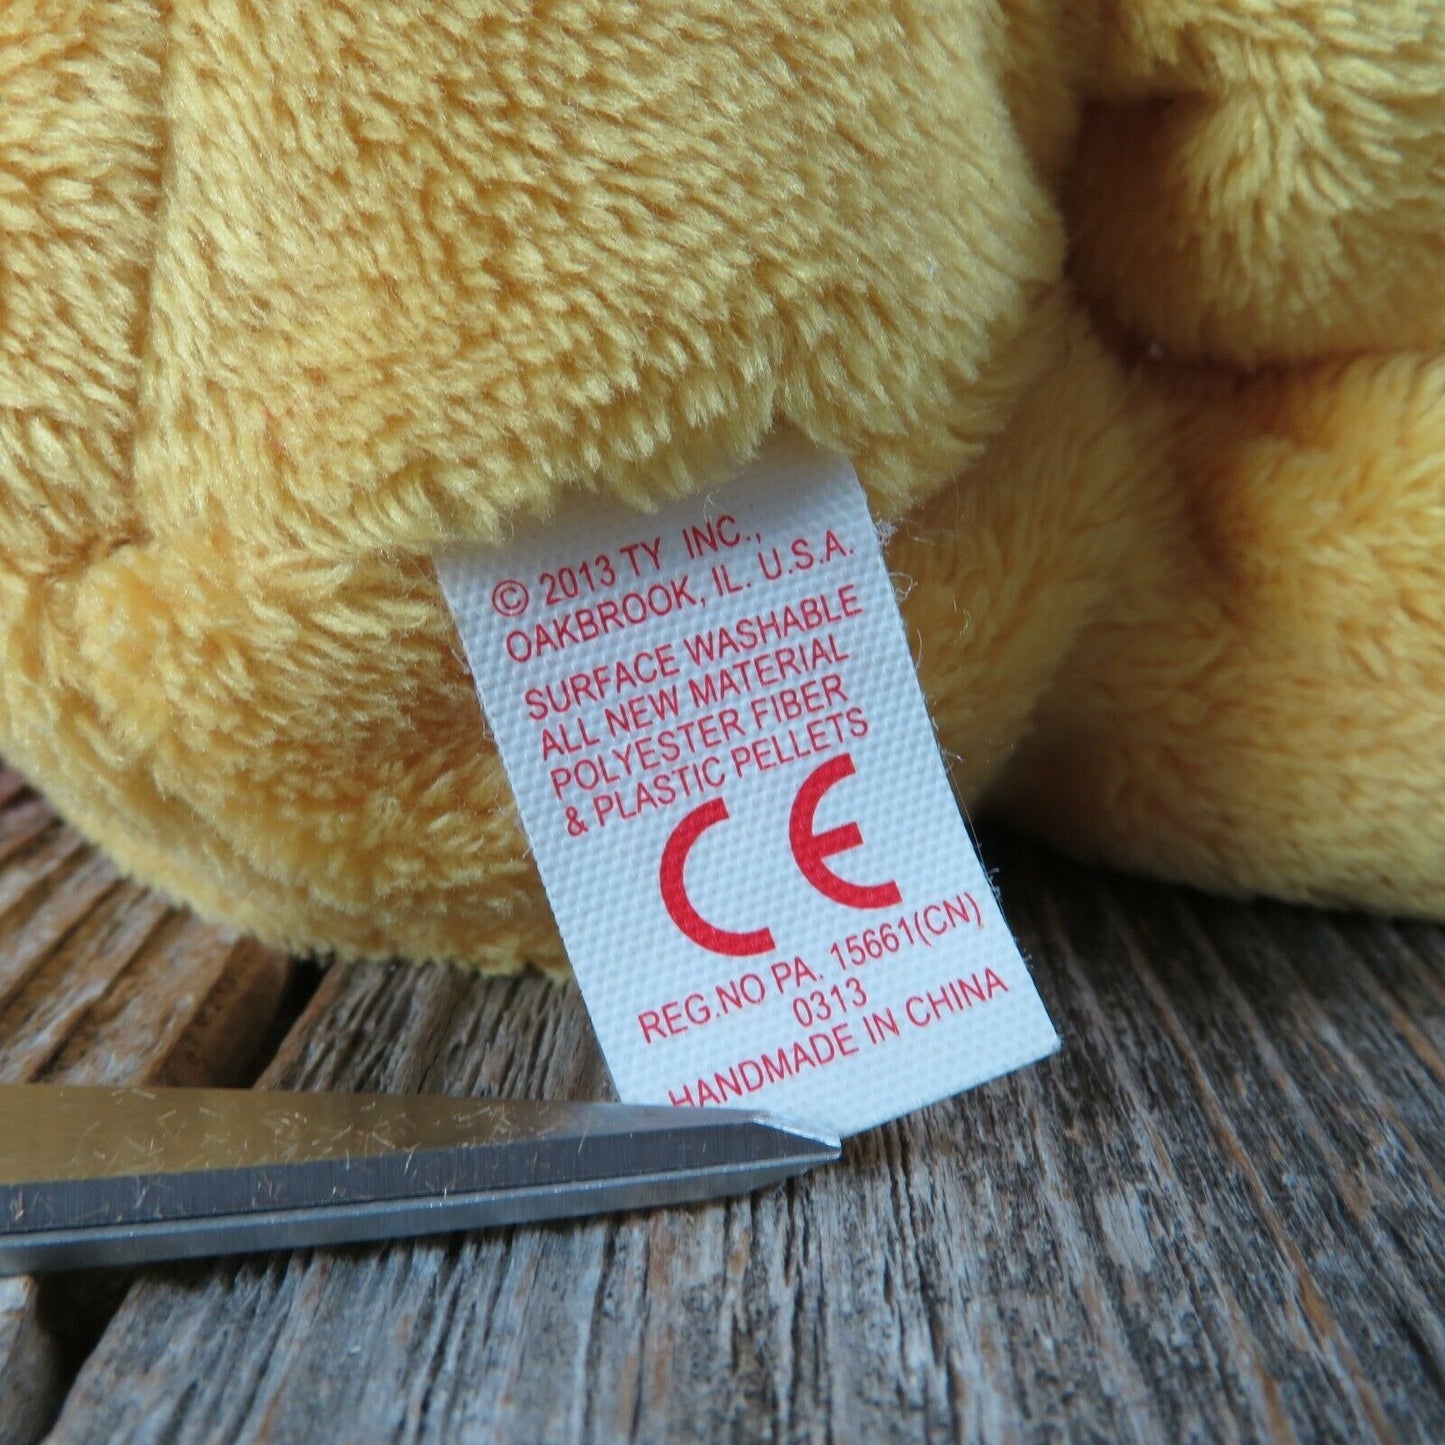 © 2013 TY INC.,
OAKBROOK, IL. U.S.A.
SURFACE WASHABLE
ALL NEW MATERIAL
POLYESTER FIBER
& PLASTIC PELLETS
CE
REG.NO PA. 15661(CN)
0313
HANDMADE IN CHINA